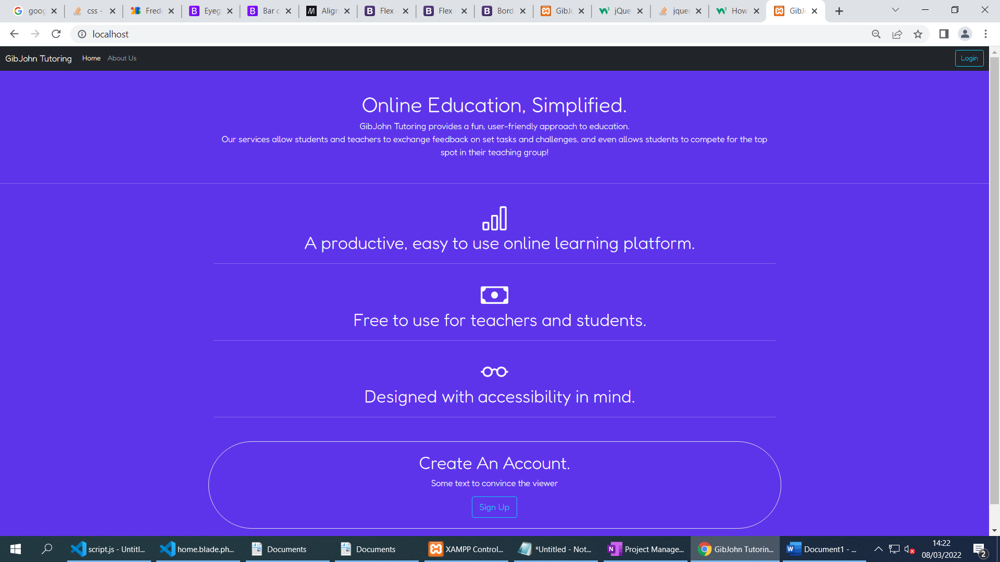 goog
css -
Fred
Eyeg
Bar c
Align
Flex
Flex
Bord
GibJo
jQue
jque
How
GibJo
localhost
GibJohn Tutoring Home About Us Login
Online Education, Simplified.
GibJohn Tutoring provides a fun, user-friendly approach to education.
Our services allow students and teachers to exchange feedback on set tasks and challenges, and even allows students to compete for the top
spot in their teaching group!
A productive, easy to use online learning platform.
Free to use for teachers and students.
Designed with accessibility in mind.
Create An Account.
Some text to convince the viewer
Sign Up
script.js - Untitl...
home.blade.ph...
Documents
Documents
XAMPP Control...
*Untitled - Not...
Project Manage...
GibJohn Tutorin...
Document1 - ...
14:22
08/03/2022
2